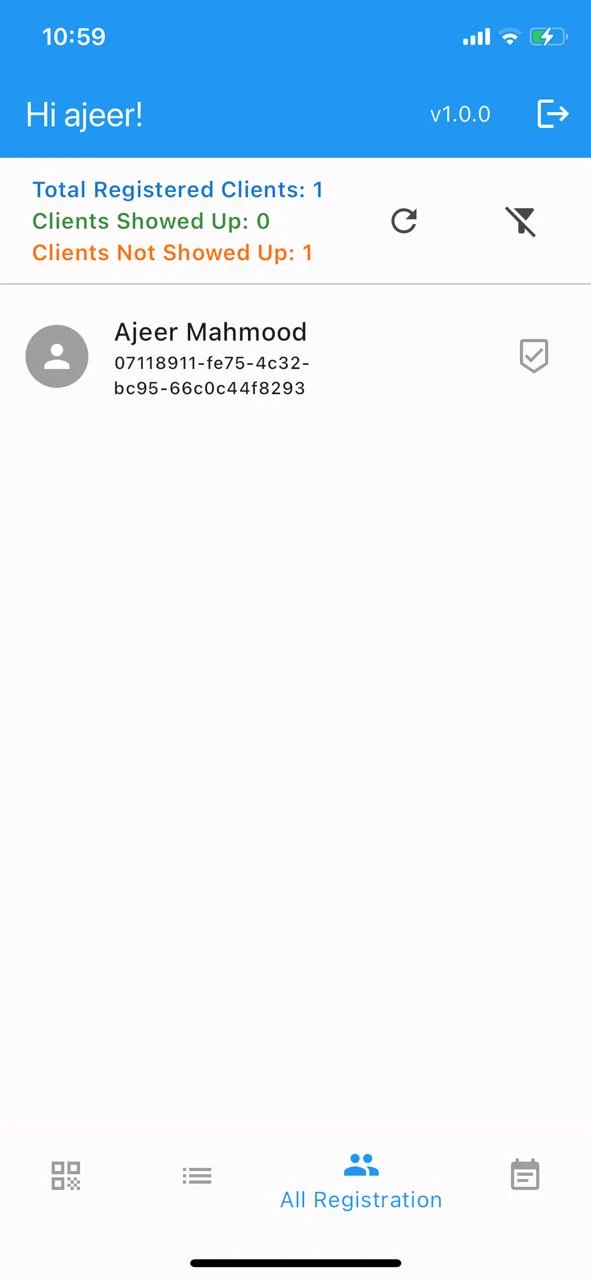 10:59
Hi ajeer!
v1.0.0
Total Registered Clients: 1
Clients Showed Up: 0
Clients Not Showed Up: 1
Ajeer Mahmood
07118911-fe75-4c32-
bc95-66c0c44f8293
All Registration